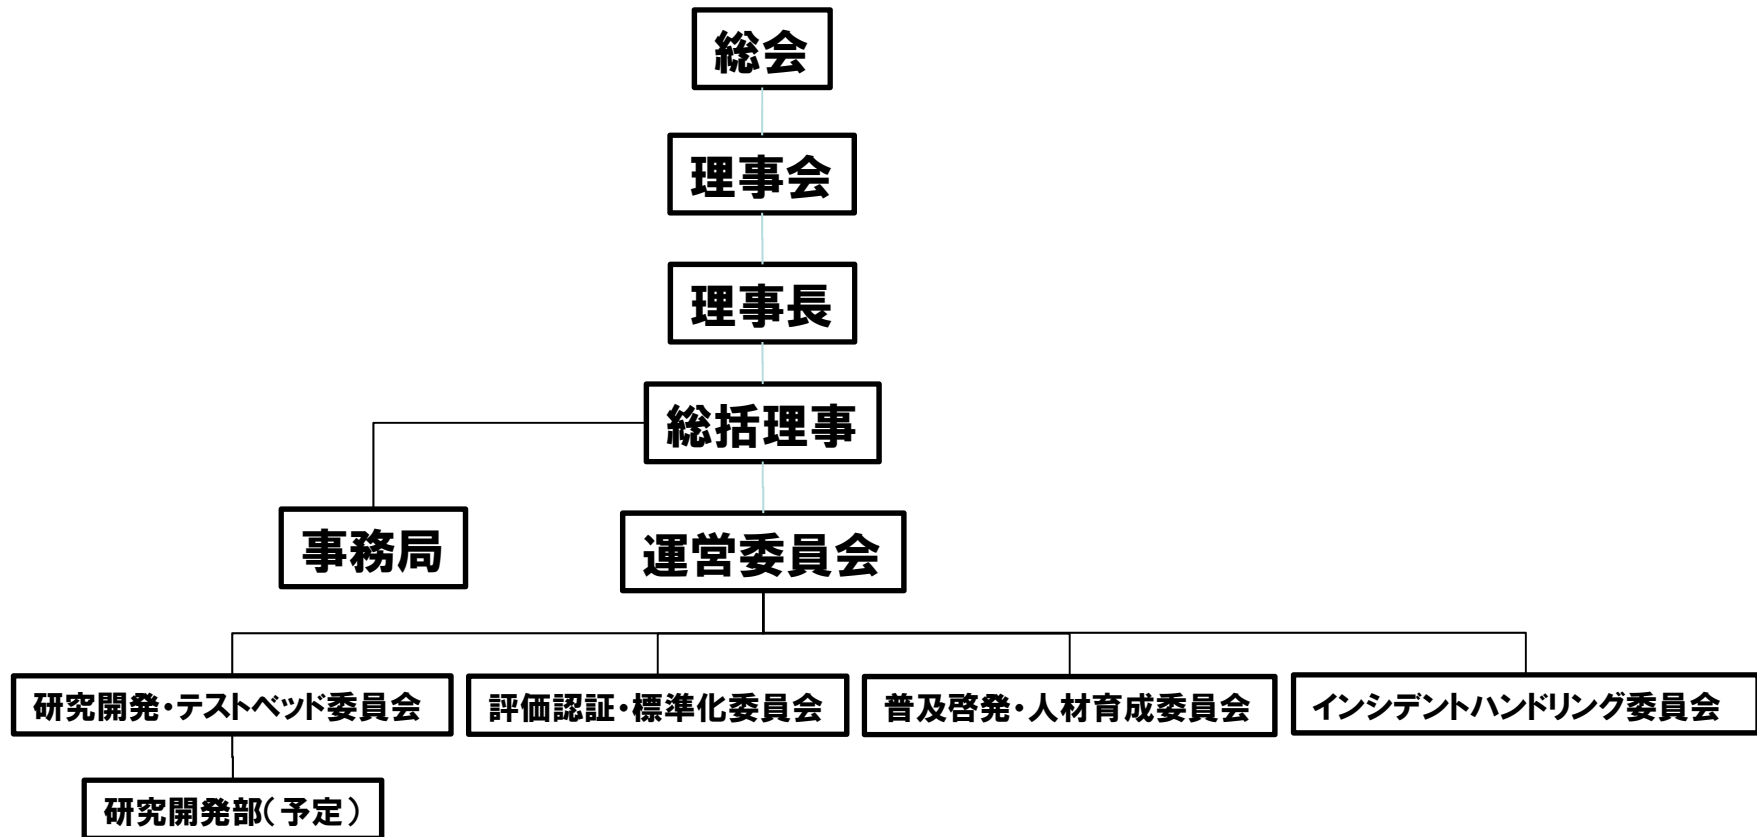 総会
理事会
理事長
総括理事
事務局
運営委員会
研究開発・テストベッド委員会
評価認証・標準化委員会
普及啓発・人材育成委員会
インシデントハンドリング委員会
研究開発部（予定）